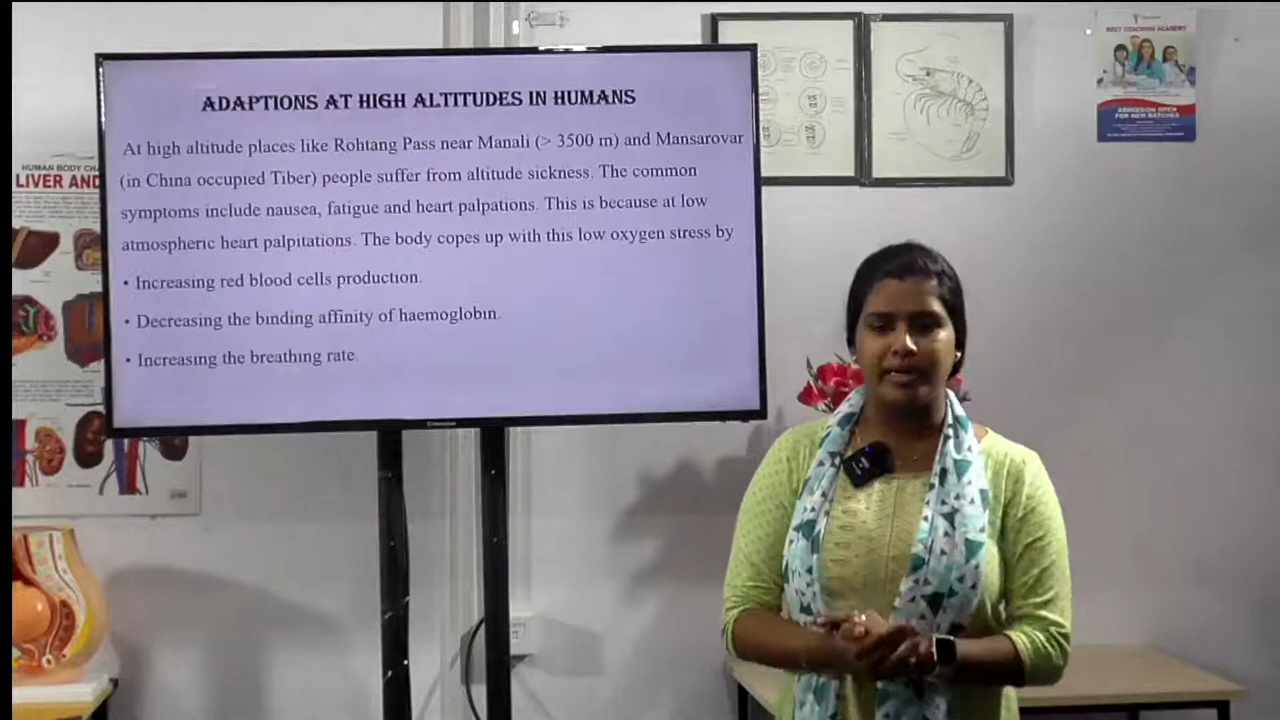 ADAPTIONS AT HIGH ALTITUDES IN HUMANS
At high altitude places like Rohtang Pass near Manali (> 3500 m) and Mansarovar
(in China occupied Tiber) people suffer from altitude sickness. The common
symptoms include nausea, fatigue and heart palpations. This is because at low
atmospheric heart palpitations. The body copes up with this low oxygen stress by
• Increasing red blood cells production.
• Decreasing the binding affinity of haemoglobin.
• Increasing the breathing rate.
HUMAN BODY CHA
LIVER AND
NEET COACHING ACADEMY
ADMISSION OPEN
FOR NEW BATCHES